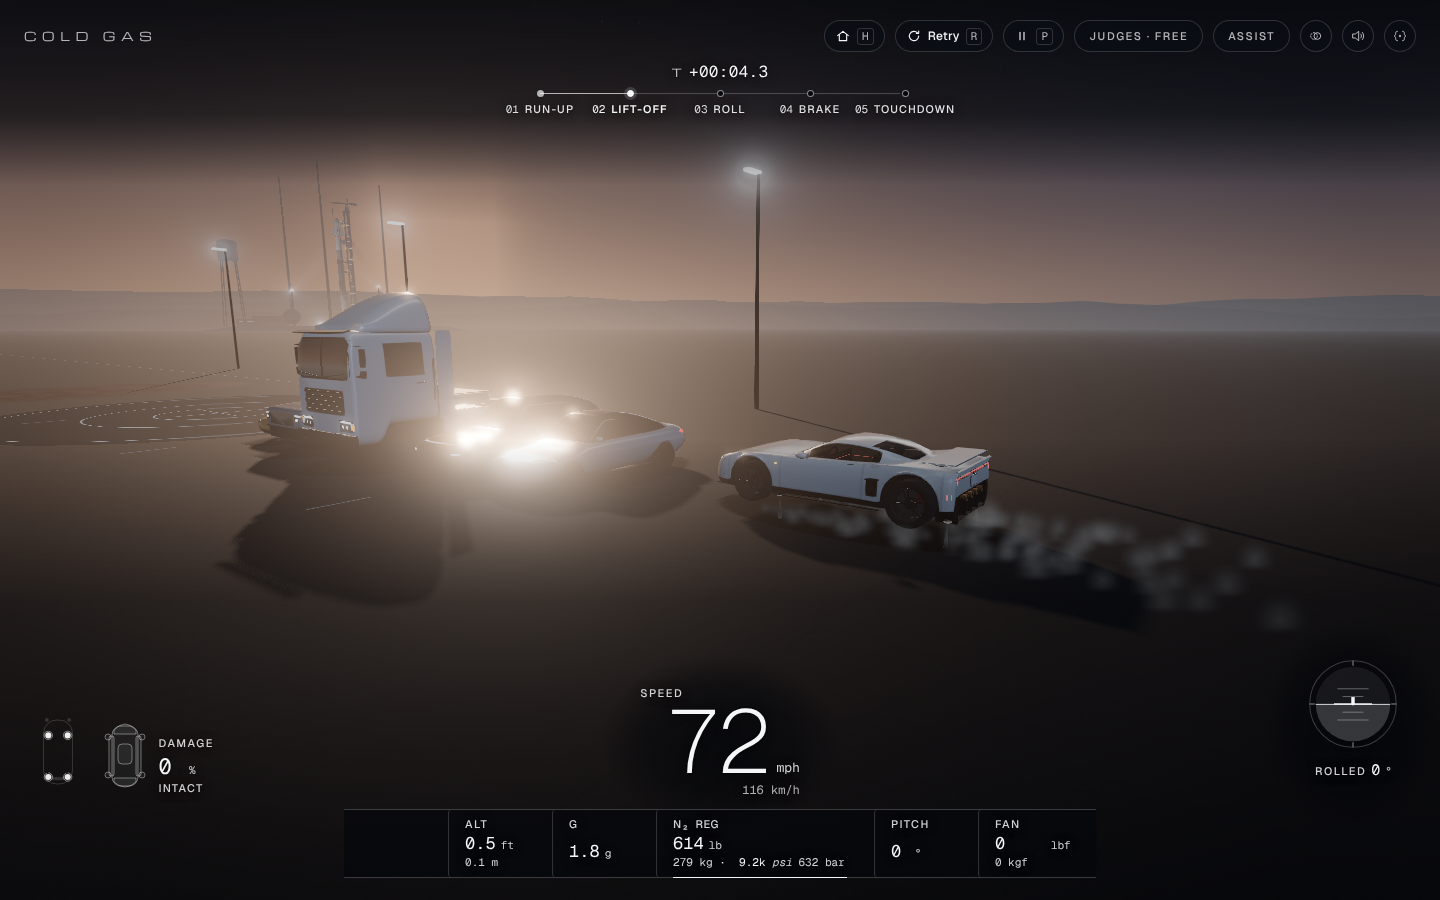 COLD GAS
H
Retry R
P
JUDGES · FREE
ASSIST
T +00:04.3
01 RUN-UP
02 LIFT-OFF
03 ROLL
04 BRAKE
05 TOUCHDOWN
DAMAGE
0 %
INTACT
SPEED
72 mph
116 km/h
ROLLED 0 °
ALT
0.5 ft
0.1 m
G
1.8 g
N₂ REG
614 lb
279 kg · 9.2k psi 632 bar
PITCH
0 °
FAN
0 lbf
0 kgf